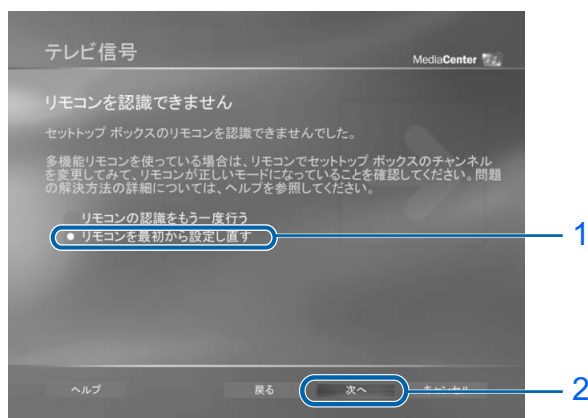 テレビ信号
MediaCenter
リモコンを認識できません
セットトップ ボックスのリモコンを認識できませんでした。
多機能リモコンを使っている場合は、リモコンでセットトップ ボックスのチャンネル
を変更してみて、リモコンが正しいモードになっていることを確認してください。問題
の解決方法の詳細については、ヘルプを参照してください。
リモコンの認識をもう一度行う
リモコンを最初から設定し直す
1
ヘルプ
戻る
次へ
キャンセル
2